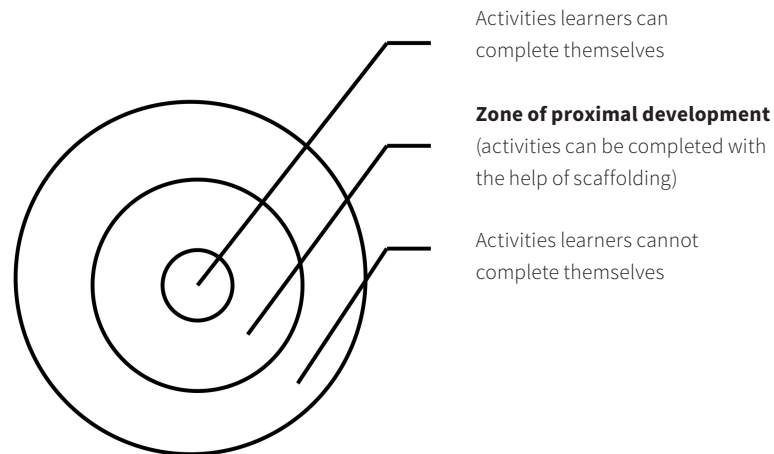 Activities learners can
complete themselves
Zone of proximal development
(activities can be completed with
the help of scaffolding)
Activities learners cannot
complete themselves